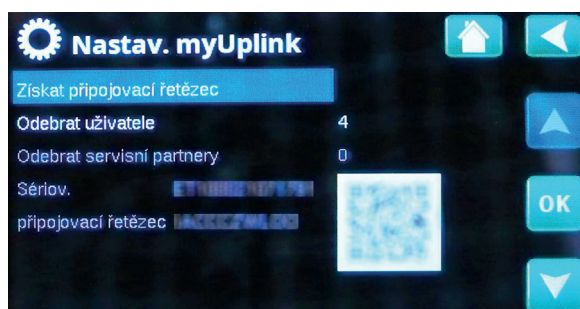 Nastav. myUplink
Získat připojovací řetězec
Odebrat uživatele 4
Odebrat servisní partnery 0
Sériov.
připojovací řetězec
OK